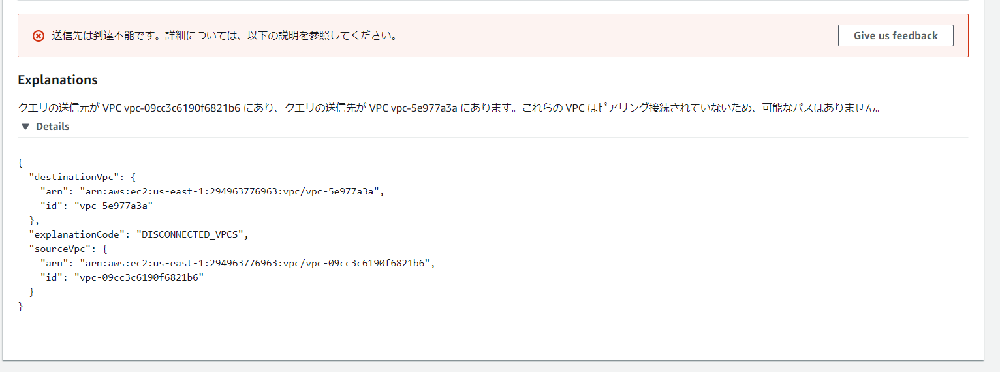 送信先は到達不能です。詳細については、以下の説明を参照してください。
Give us feedback
Explanations
クエリの送信元が VPC vpc-09cc3c6190f6821b6 にあり、クエリの送信先が VPC vpc-5e977a3a にあります。これらの VPC はピアリング接続されていないため、可能なパスはありません。
▼ Details
{
  "destinationVpc": {
    "arn": "arn:aws:ec2:us-east-1:294963776963:vpc/vpc-5e977a3a",
    "id": "vpc-5e977a3a"
  },
  "explanationCode": "DISCONNECTED_VPCS",
  "sourceVpc": {
    "arn": "arn:aws:ec2:us-east-1:294963776963:vpc/vpc-09cc3c6190f6821b6",
    "id": "vpc-09cc3c6190f6821b6"
  }
}